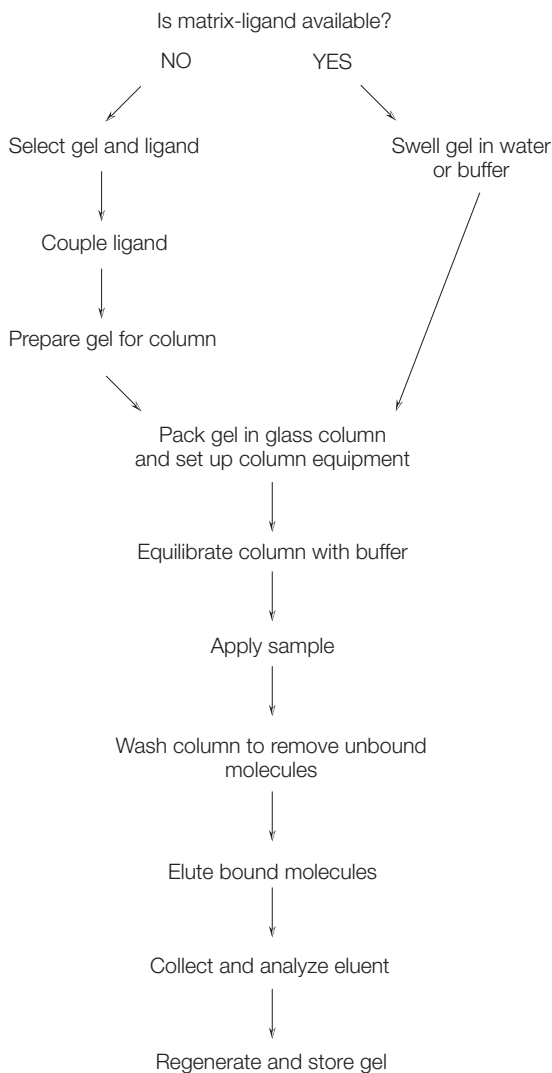 Is matrix-ligand available?
NO
YES
Select gel and ligand
Swell gel in water
or buffer
Couple ligand
Prepare gel for column
Pack gel in glass column
and set up column equipment
Equilibrate column with buffer
Apply sample
Wash column to remove unbound
molecules
Elute bound molecules
Collect and analyze eluent
Regenerate and store gel